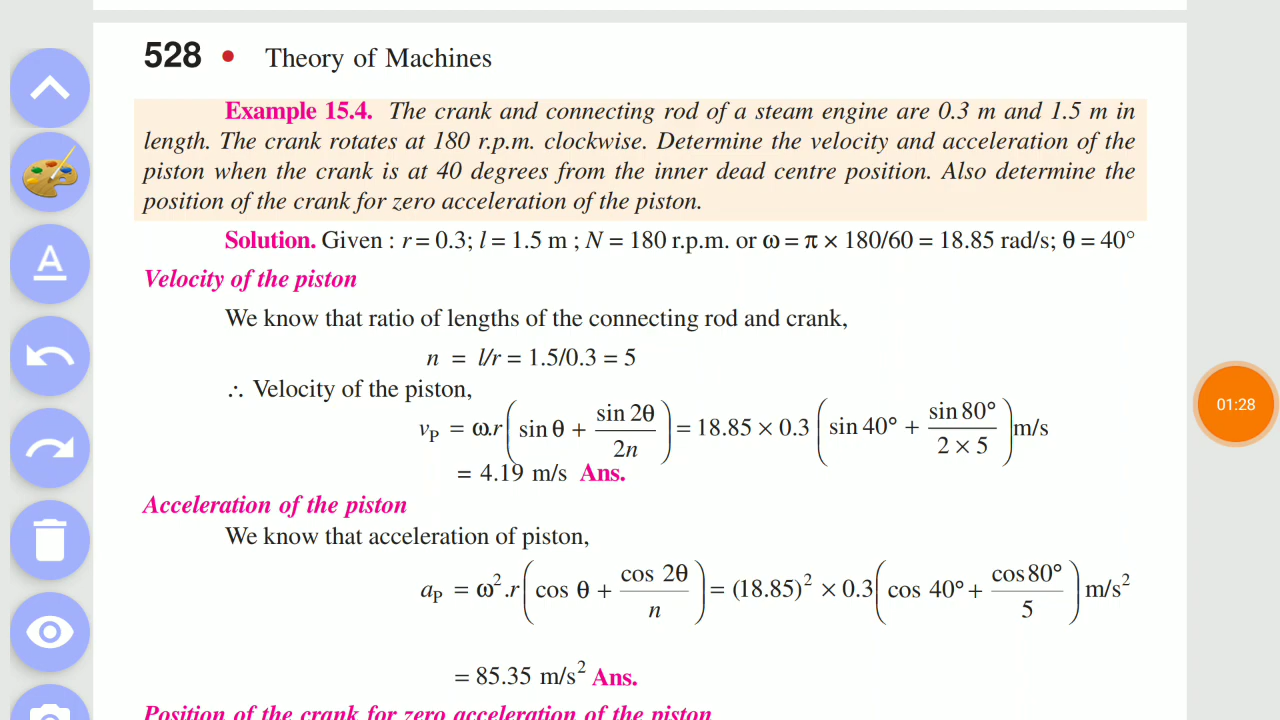 528 • Theory of Machines
Example 15.4. The crank and connecting rod of a steam engine are 0.3 m and 1.5 m in
length. The crank rotates at 180 r.p.m. clockwise. Determine the velocity and acceleration of the
piston when the crank is at 40 degrees from the inner dead centre position. Also determine the
position of the crank for zero acceleration of the piston.
Solution. Given : r = 0.3; l = 1.5 m ; N = 180 r.p.m. or ω = π × 180/60 = 18.85 rad/s; θ = 40°
Velocity of the piston
We know that ratio of lengths of the connecting rod and crank,
n = l/r = 1.5/0.3 = 5
∴ Velocity of the piston,
vP = ω.r (sin θ + sin 2θ / 2n) = 18.85 × 0.3 (sin 40° + sin 80° / 2 × 5) m/s
= 4.19 m/s Ans.
Acceleration of the piston
We know that acceleration of piston,
aP = ω².r (cos θ + cos 2θ / n) = (18.85)² × 0.3 (cos 40° + cos 80° / 5) m/s²
= 85.35 m/s² Ans.
Position of the crank for zero acceleration of the piston
A
01:28